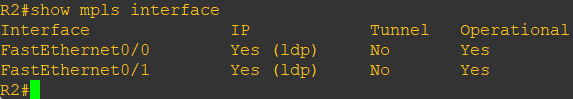 R2#show mpls interface
Interface              IP            Tunnel   Operational
FastEthernet0/0        Yes (ldp)     No       Yes
FastEthernet0/1        Yes (ldp)     No       Yes
R2#